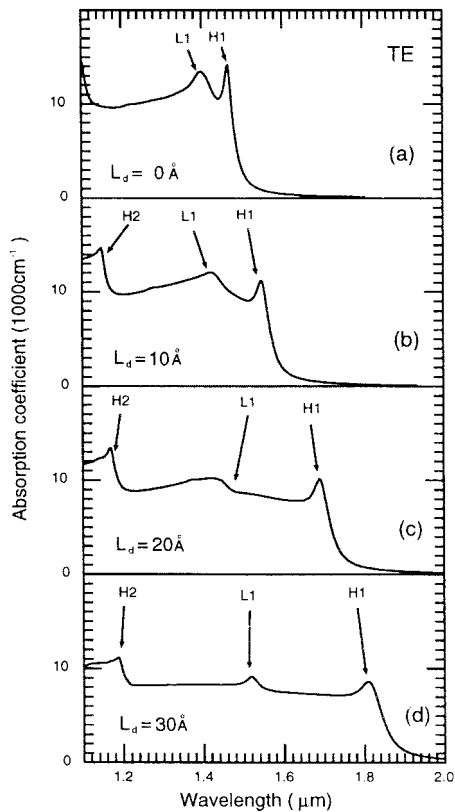 L1 H1 TE
10
(a)
L_d = 0 Å
0
H2 L1 H1
10
(b)
L_d = 10Å
0
H2 L1 H1
10
(c)
L_d = 20Å
0
H2 L1 H1
10
(d)
L_d = 30Å
0
1.2 1.4 1.6 1.8 2.0
Wavelength ( μm)
Absorption coefficient (1000cm⁻¹)